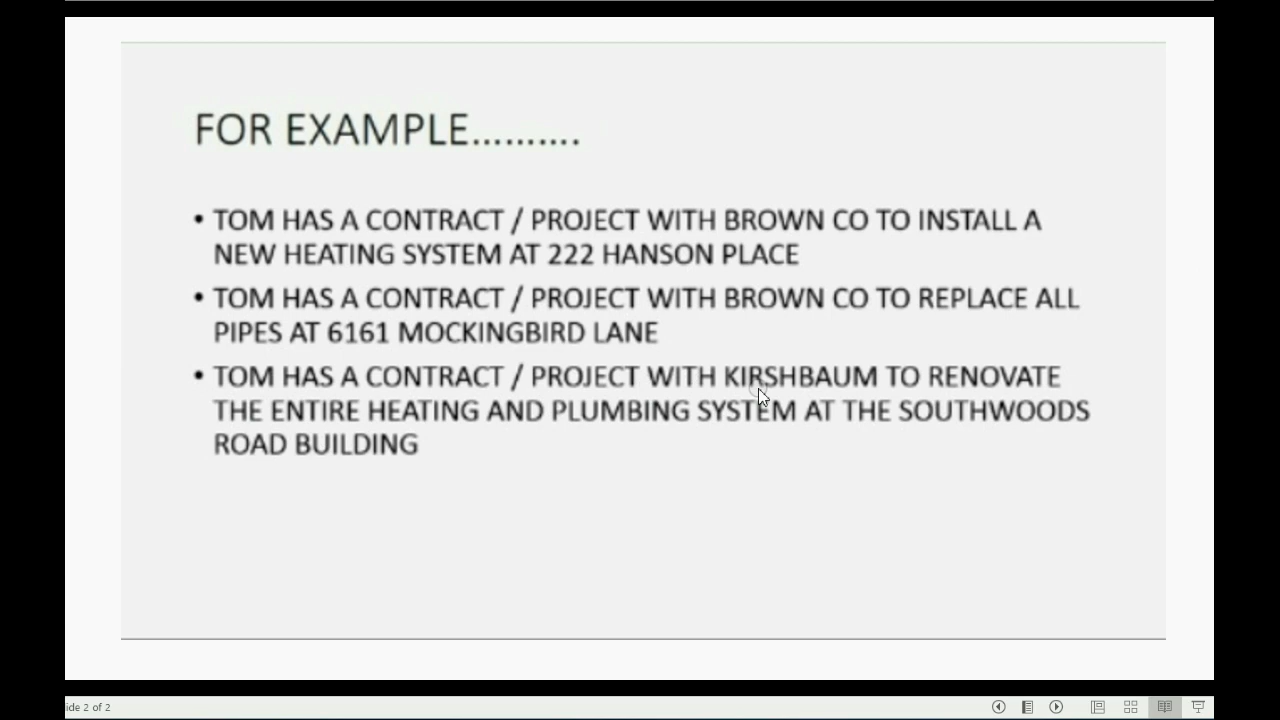 FOR EXAMPLE..........
• TOM HAS A CONTRACT / PROJECT WITH BROWN CO TO INSTALL A
NEW HEATING SYSTEM AT 222 HANSON PLACE
• TOM HAS A CONTRACT / PROJECT WITH BROWN CO TO REPLACE ALL
PIPES AT 6161 MOCKINGBIRD LANE
• TOM HAS A CONTRACT / PROJECT WITH KIRSHBAUM TO RENOVATE
THE ENTIRE HEATING AND PLUMBING SYSTEM AT THE SOUTHWOODS
ROAD BUILDING
ide 2 of 2